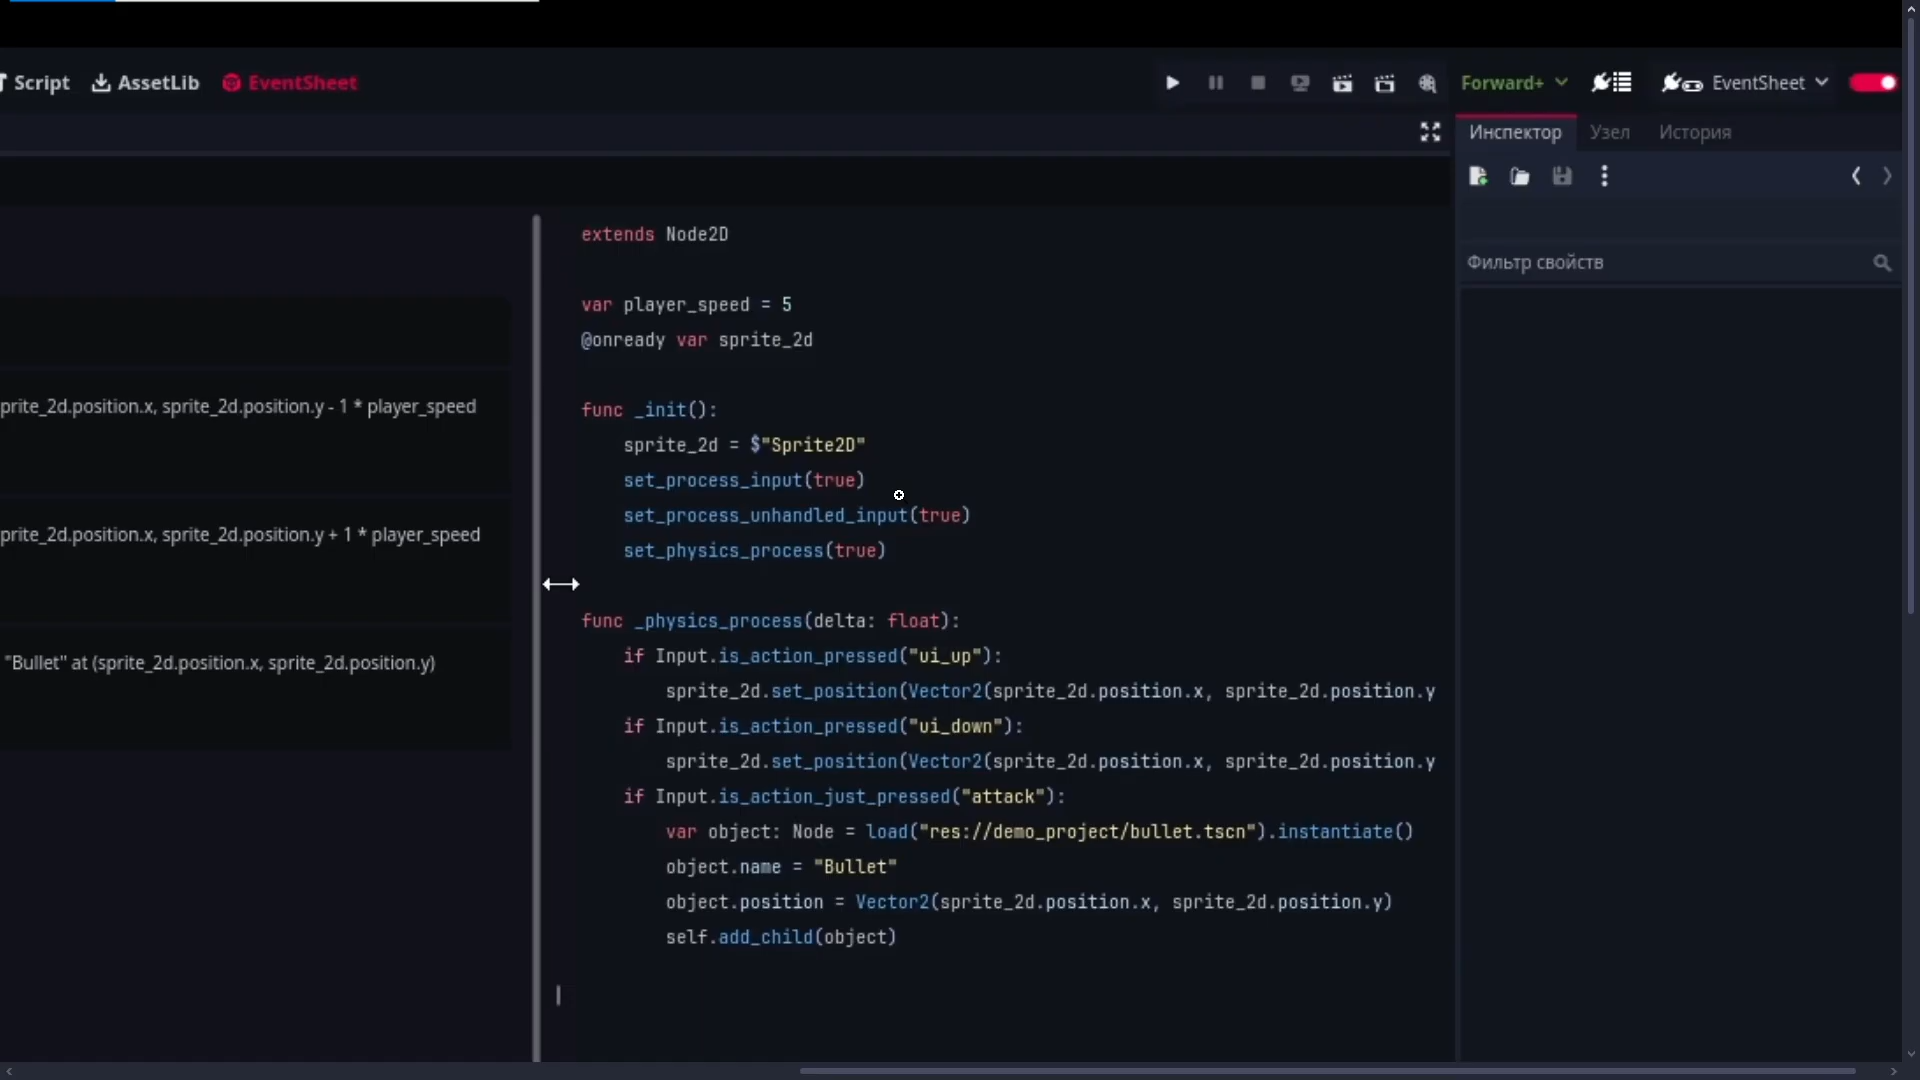 Script AssetLib EventSheet Forward+ EventSheet
Инспектор Узел История
Фильтр свойств
prite_2d.position.x, sprite_2d.position.y - 1 * player_speed
prite_2d.position.x, sprite_2d.position.y + 1 * player_speed
"Bullet" at (sprite_2d.position.x, sprite_2d.position.y)
extends Node2D
var player_speed = 5
@onready var sprite_2d
func _init():
sprite_2d = $"Sprite2D"
set_process_input(true)
set_process_unhandled_input(true)
set_physics_process(true)
func _physics_process(delta: float):
if Input.is_action_pressed("ui_up"):
sprite_2d.set_position(Vector2(sprite_2d.position.x, sprite_2d.position.y
if Input.is_action_pressed("ui_down"):
sprite_2d.set_position(Vector2(sprite_2d.position.x, sprite_2d.position.y
if Input.is_action_just_pressed("attack"):
var object: Node = load("res://demo_project/bullet.tscn").instantiate()
object.name = "Bullet"
object.position = Vector2(sprite_2d.position.x, sprite_2d.position.y)
self.add_child(object)